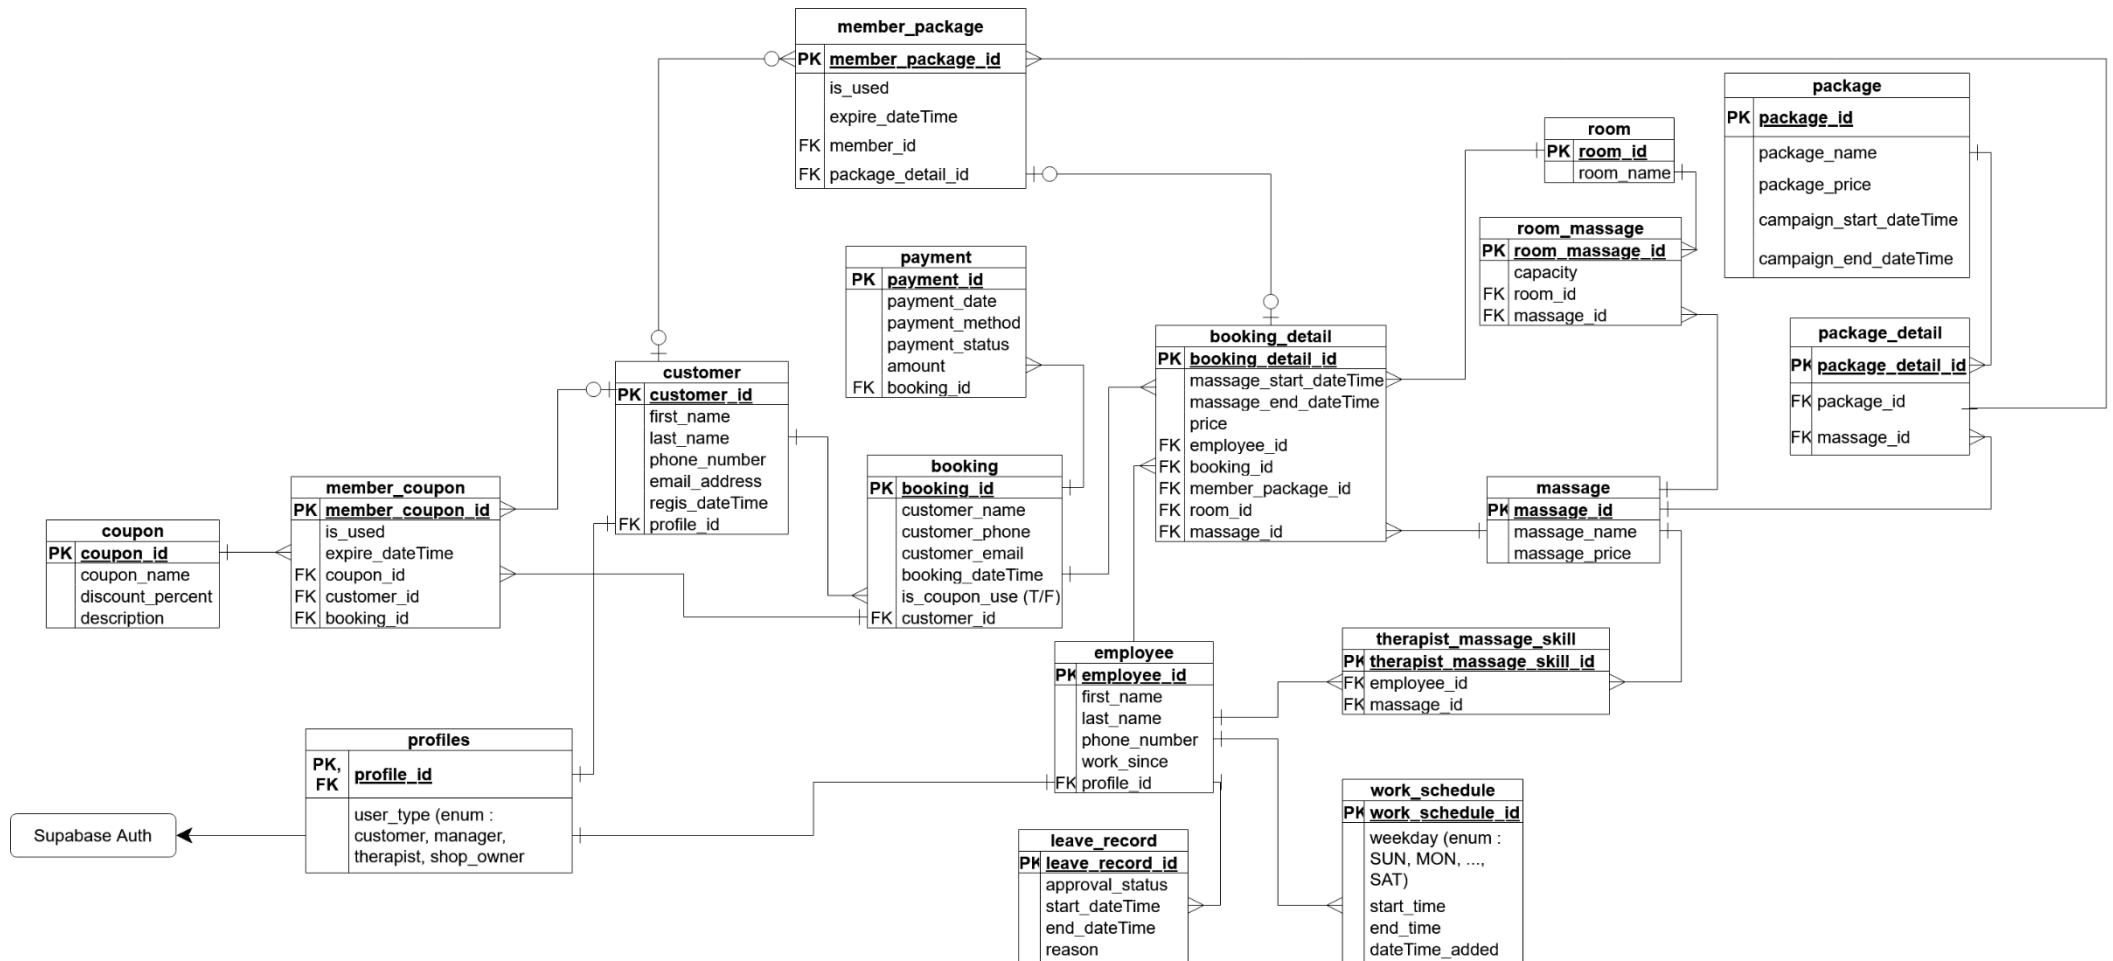 member_package
PK member_package_id
is_used
expire_dateTime
FK member_id
FK package_detail_id
package
PK package_id
package_name
package_price
campaign_start_dateTime
campaign_end_dateTime
room
PK room_id
room_name
room_massage
PK room_massage_id
capacity
FK room_id
FK massage_id
payment
PK payment_id
payment_date
payment_method
payment_status
amount
FK booking_id
package_detail
PK package_detail_id
FK package_id
FK massage_id
booking_detail
PK booking_detail_id
massage_start_dateTime
massage_end_dateTime
price
FK employee_id
FK booking_id
FK member_package_id
FK room_id
FK massage_id
customer
PK customer_id
first_name
last_name
phone_number
email_address
regis_dateTime
FK profile_id
booking
PK booking_id
customer_name
customer_phone
customer_email
booking_dateTime
is_coupon_use (T/F)
FK customer_id
member_coupon
PK member_coupon_id
is_used
expire_dateTime
FK coupon_id
FK customer_id
FK booking_id
coupon
PK coupon_id
coupon_name
discount_percent
description
massage
PK massage_id
massage_name
massage_price
therapist_massage_skill
PK therapist_massage_skill_id
FK employee_id
FK massage_id
employee
PK employee_id
first_name
last_name
phone_number
work_since
FK profile_id
profiles
PK,
FK profile_id
user_type (enum :
customer, manager,
therapist, shop_owner
Supabase Auth
leave_record
PK leave_record_id
approval_status
start_dateTime
end_dateTime
reason
work_schedule
PK work_schedule_id
weekday (enum :
SUN, MON, ...,
SAT)
start_time
end_time
dateTime_added